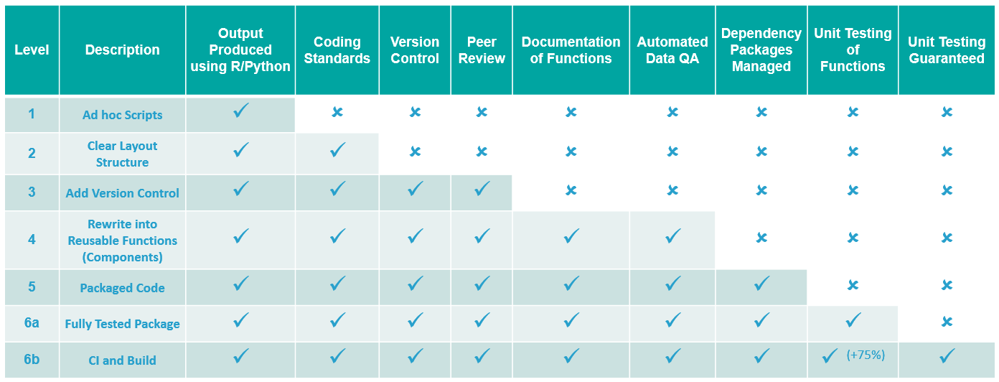 Level
Description
Output
Produced
using R/Python
Coding
Standards
Version
Control
Peer
Review
Documentation
of Functions
Automated
Data QA
Dependency
Packages
Managed
Unit Testing
of
Functions
Unit Testing
Guaranteed
1
Ad hoc Scripts
✓ × × × × × × × ×
2
Clear Layout
Structure
✓ ✓ × × × × × × ×
3
Add Version Control
✓ ✓ ✓ ✓ × × × × ×
4
Rewrite into
Reusable Functions
(Components)
✓ ✓ ✓ ✓ ✓ ✓ × × ×
5
Packaged Code
✓ ✓ ✓ ✓ ✓ ✓ ✓ × ×
6a
Fully Tested Package
✓ ✓ ✓ ✓ ✓ ✓ ✓ ✓ ×
6b
CI and Build
✓ ✓ ✓ ✓ ✓ ✓ ✓ ✓ (+75%) ✓